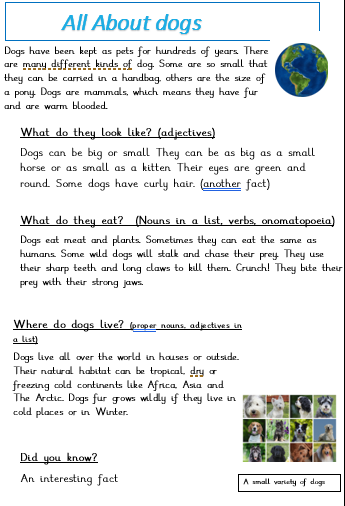 All About dogs
Dogs have been kept as pets for hundreds of years. There
are many different kinds of dog. Some are so small that
they can be carried in a handbag, others are the size of
a pony. Dogs are mammals, which means they have fur
and are warm blooded.
What do they look like? (adjectives)
Dogs can be big or small. They can be as big as a small
horse or as small as a kitten. Their eyes are green and
round. Some dogs have curly hair. (another fact)
What do they eat? (Nouns in a list, verbs, onomatopoeia)
Dogs eat meat and plants. Sometimes they can eat the same as
humans. Some wild dogs will stalk and chase their prey. They use
their sharp teeth and long claws to kill them. Crunch! They bite their
prey with their strong jaws.
Where do dogs live? (proper nouns, adjectives in
a list)
Dogs live all over the world in houses or outside.
Their natural habitat can be tropical, dry or
freezing cold continents like Africa, Asia and
The Arctic. Dogs fur grows wildly if they live in
cold places or in Winter.
Did you know?
An interesting fact
A small variety of dogs